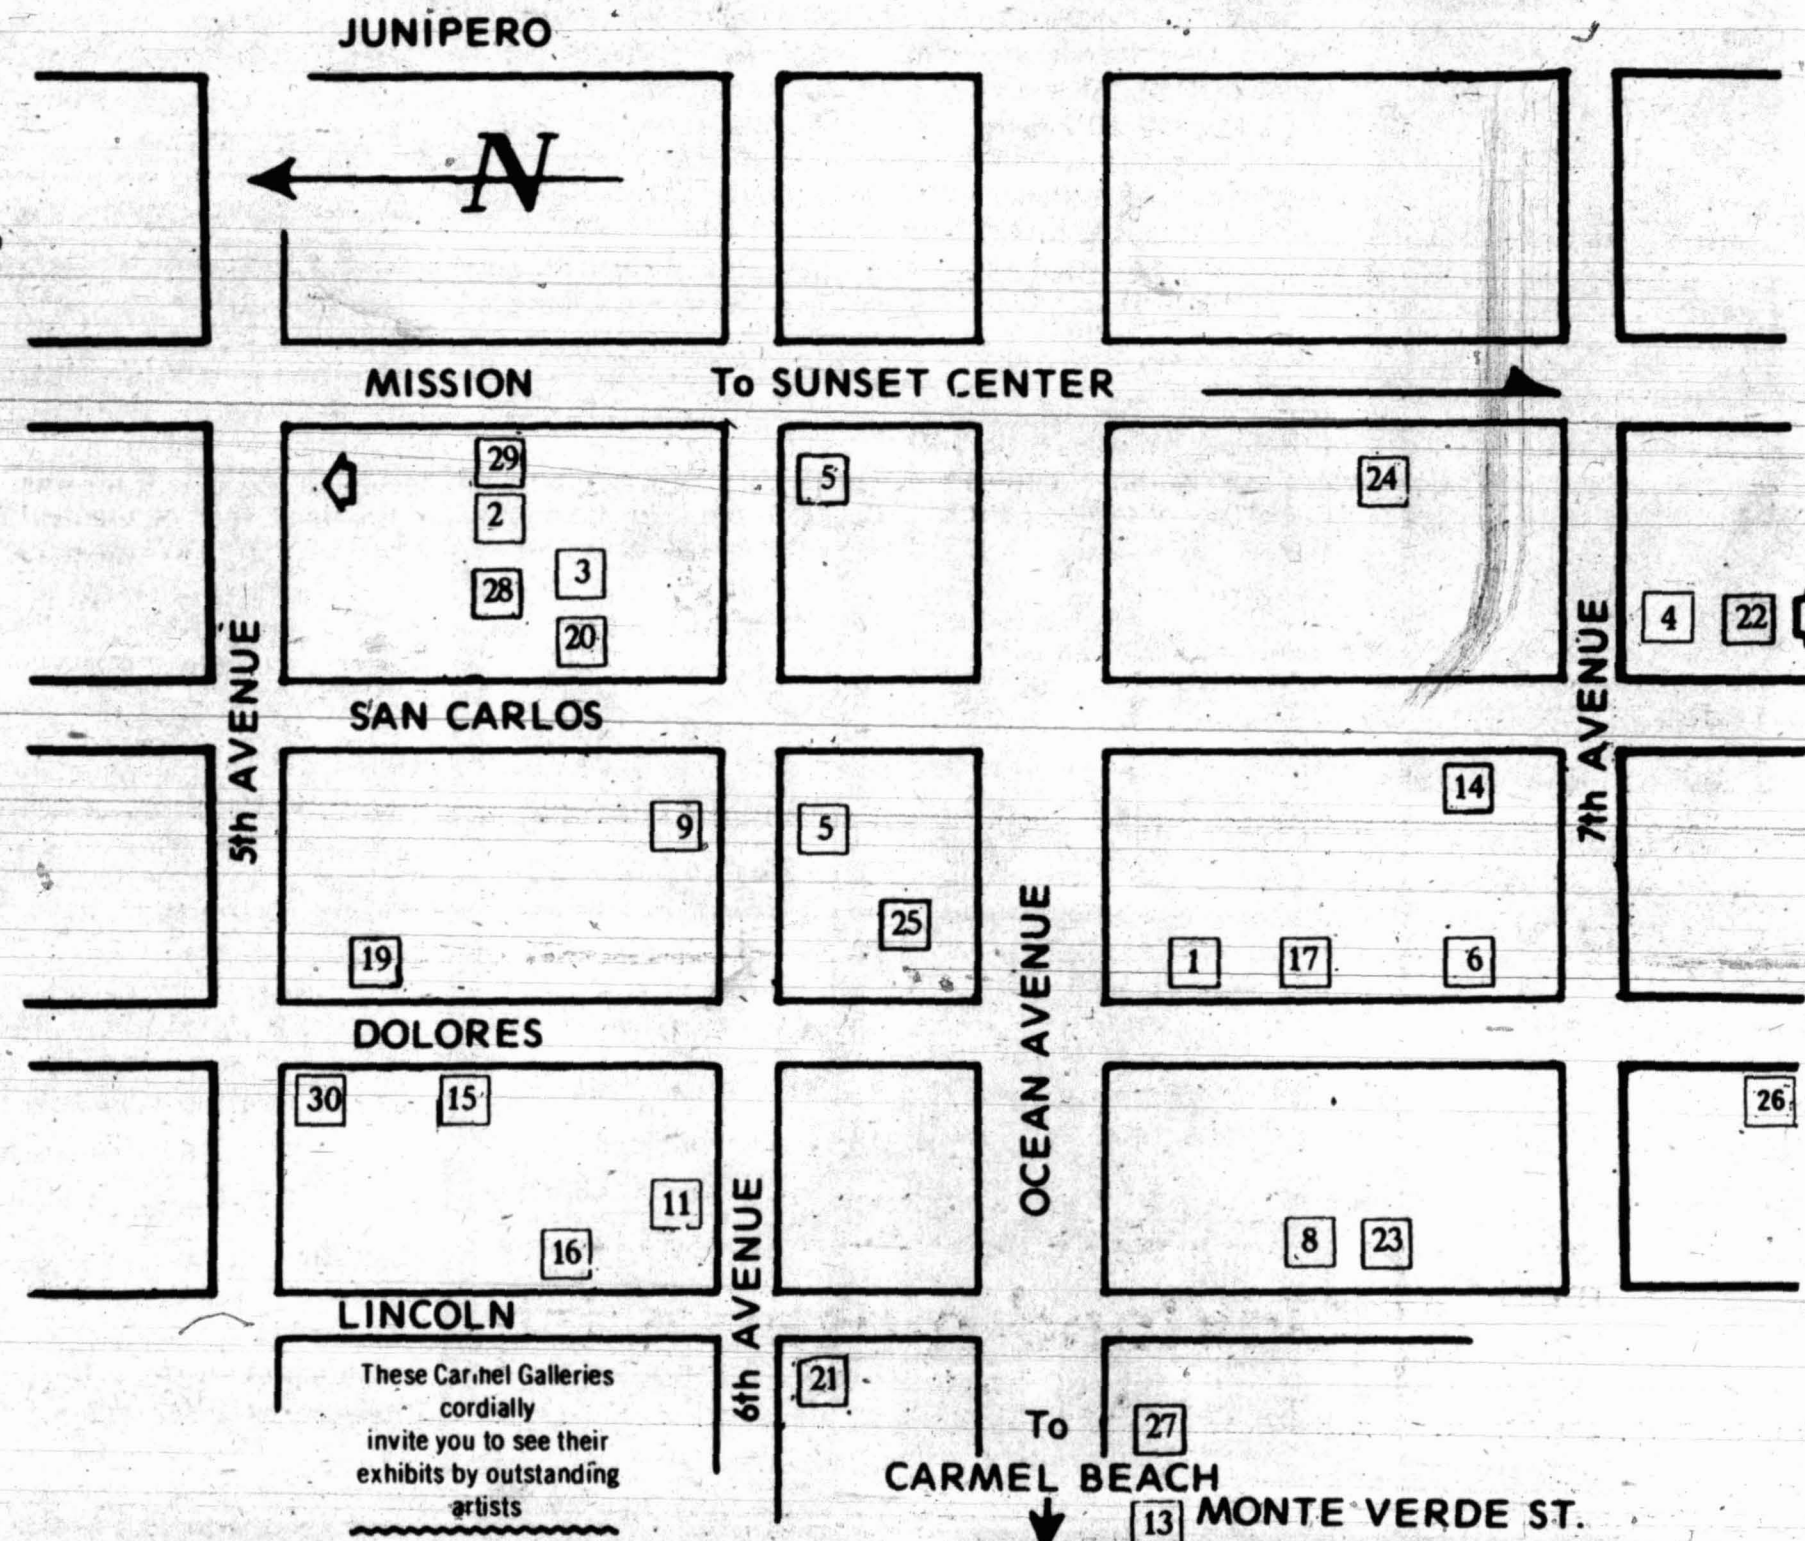 JUNIPERO
N
MISSION To SUNSET CENTER
29
2
3
28
20
5
24
4 22
5th AVENUE
7th AVENUE
SAN CARLOS
14
9
5
25
19
1 17 6
OCEAN AVENUE
DOLORES
30 15
26
11
16
8 23
6th AVENUE
LINCOLN
These Carmel Galleries
cordially
invite you to see their
exhibits by outstanding
artists
21
To
27
CARMEL BEACH
13 MONTE VERDE ST.